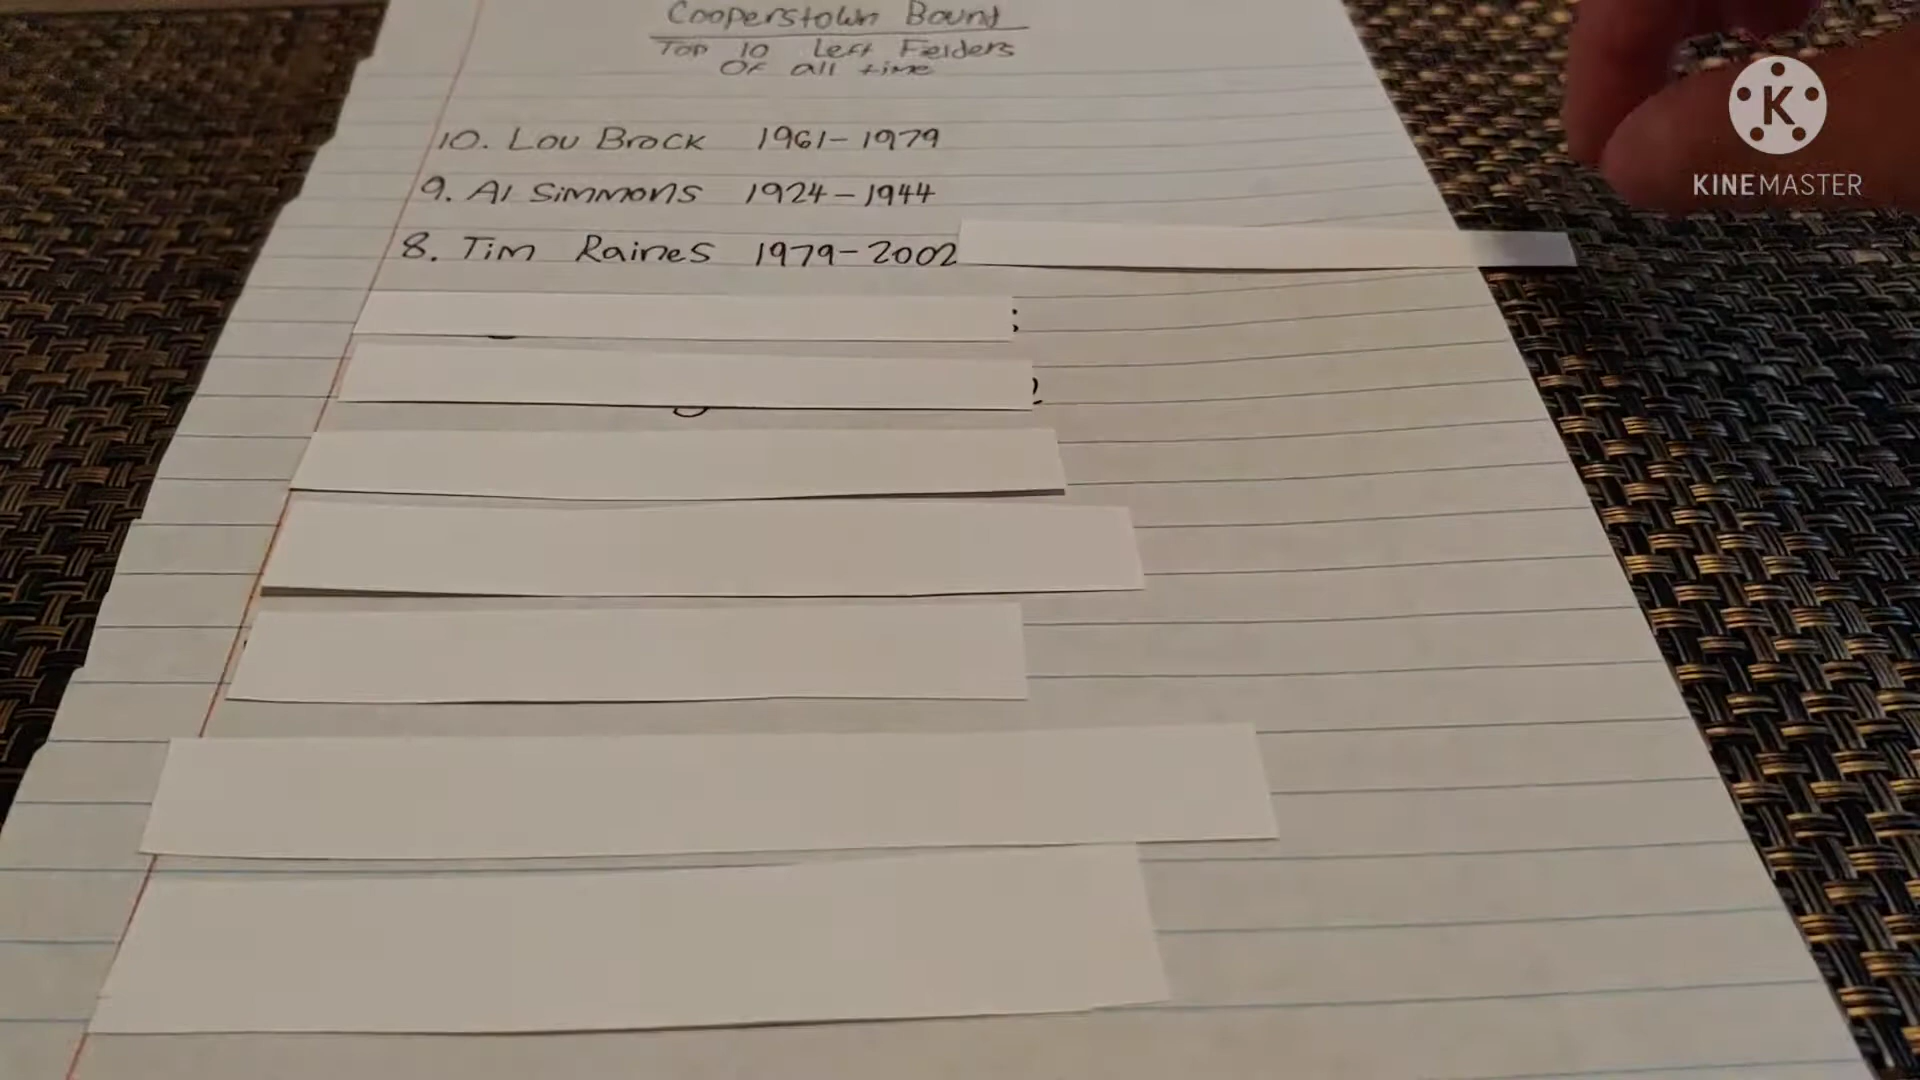 Cooperstown Bound
Top 10 Left Fielders
Of all time
10. Lou Brock 1961-1979
9. Al Simmons 1924-1944
8. Tim Raines 1979-2002
K
KINEMASTER